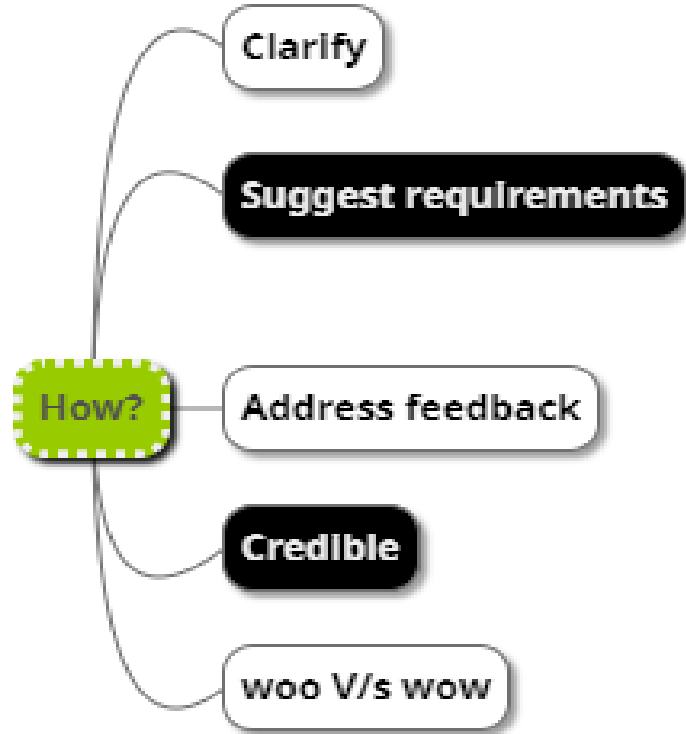 Clarify
Suggest requirements
How?
Address feedback
Credible
woo V/s wow